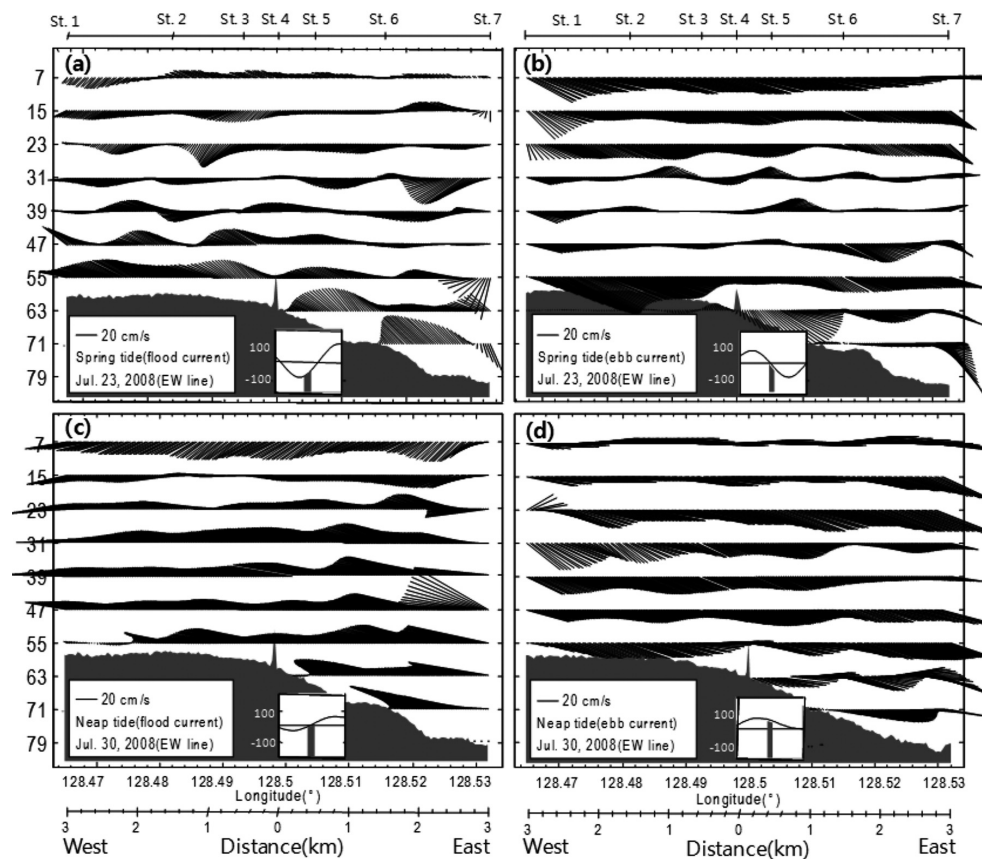 St. 1 St. 2 St. 3 St. 4 St. 5 St. 6 St. 7
St. 1 St. 2 St. 3 St. 4 St. 5 St. 6 St. 7
(a)
7
15
23
31
39
47
55
63
71
79
20 cm/s
Spring tide(flood current)
Jul. 23, 2008(EW line)
100
-100
(b)
20 cm/s
Spring tide(ebb current)
Jul. 23, 2008(EW line)
100
-100
(c)
7
15
23
31
39
47
55
63
71
79
20 cm/s
Neap tide(flood current)
Jul. 30, 2008(EW line)
100
-100
(d)
20 cm/s
Neap tide(ebb current)
Jul. 30, 2008(EW line)
100
-100
128.47 128.48 128.49 128.5 128.51 128.52 128.53
Longitude(°)
3 2 1 0 1 2 3
West Distance(km) East
128.47 128.48 128.49 128.5 128.51 128.52 128.53
Longitude(°)
3 2 1 0 1 2 3
West Distance(km) East